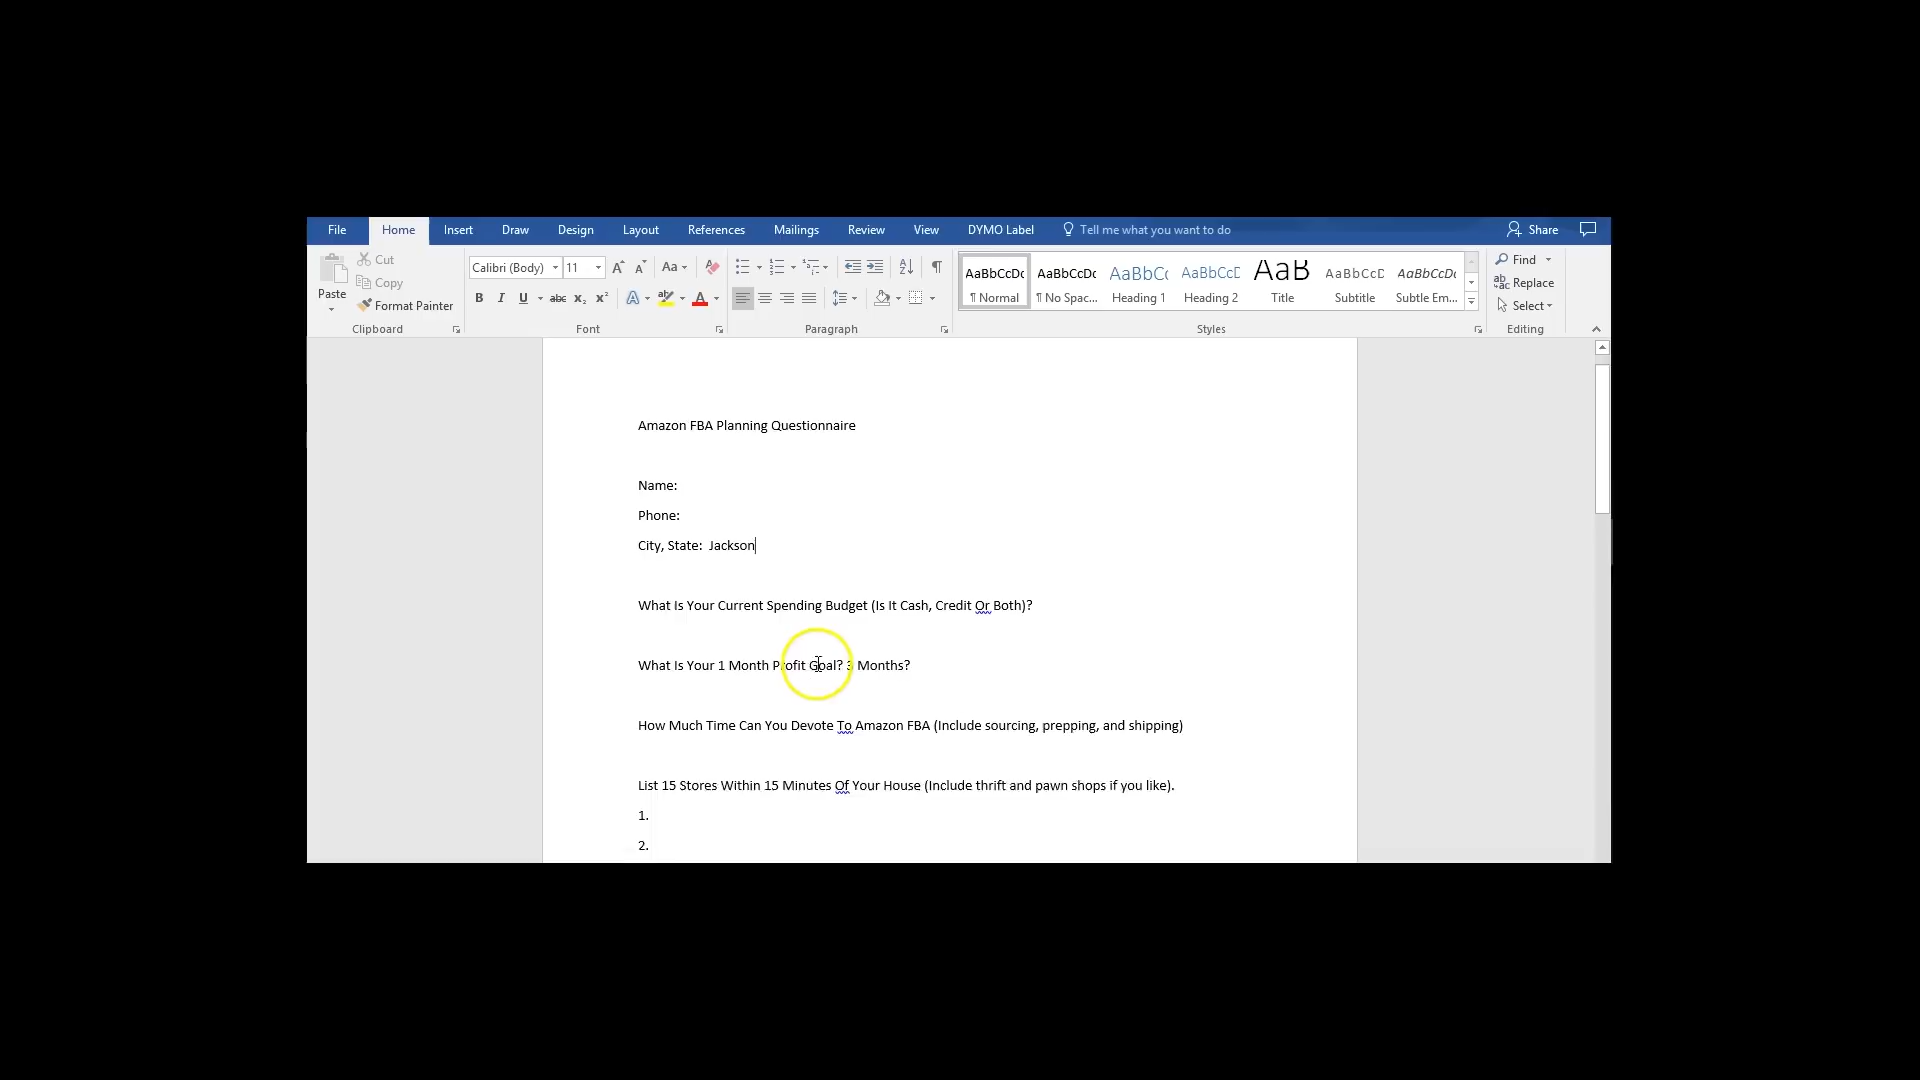 File Home Insert Draw Design Layout References Mailings Review View DYMO Label Tell me what you want to do Share
Cut
Copy
Format Painter
Paste
Clipboard
Calibri (Body) 11
Font
Paragraph
AaBbCcDc AaBbCcDc AaBbCc AaBbCcD AaB AaBbCcD AaBbCcDc
¶ Normal ¶ No Spac... Heading 1 Heading 2 Title Subtitle Subtle Em...
Styles
Find
Replace
Select
Editing
Amazon FBA Planning Questionnaire
Name:
Phone:
City, State: Jackson
What Is Your Current Spending Budget (Is It Cash, Credit Or Both)?
What Is Your 1 Month Profit Goal? 3 Months?
How Much Time Can You Devote To Amazon FBA (Include sourcing, prepping, and shipping)
List 15 Stores Within 15 Minutes Of Your House (Include thrift and pawn shops if you like).
1.
2.